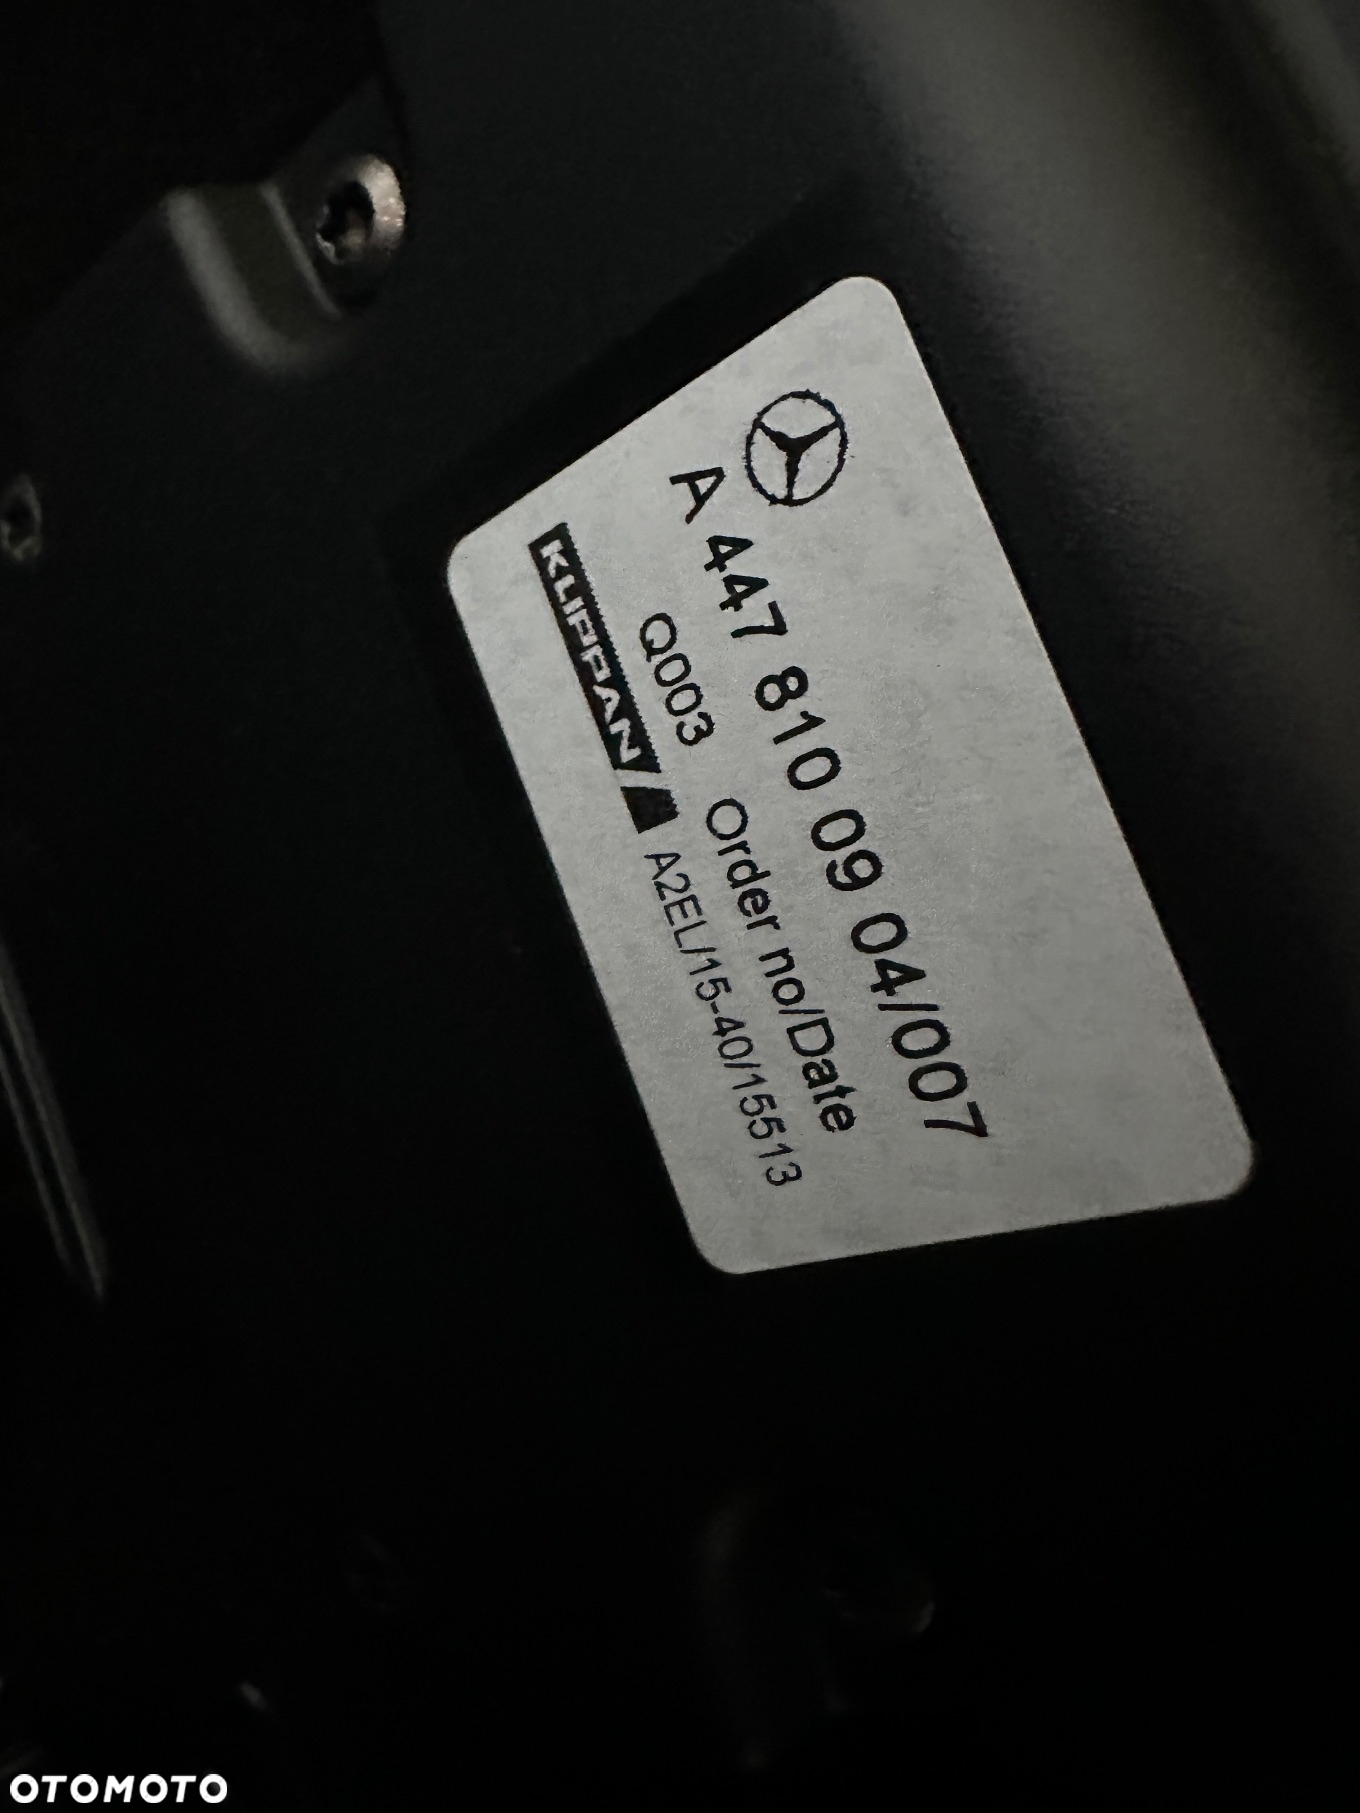 A 447 810 09 04/007
Q003 Order no/Date
KLIPPAN A2EL/15-40/15513
OTOMOTO